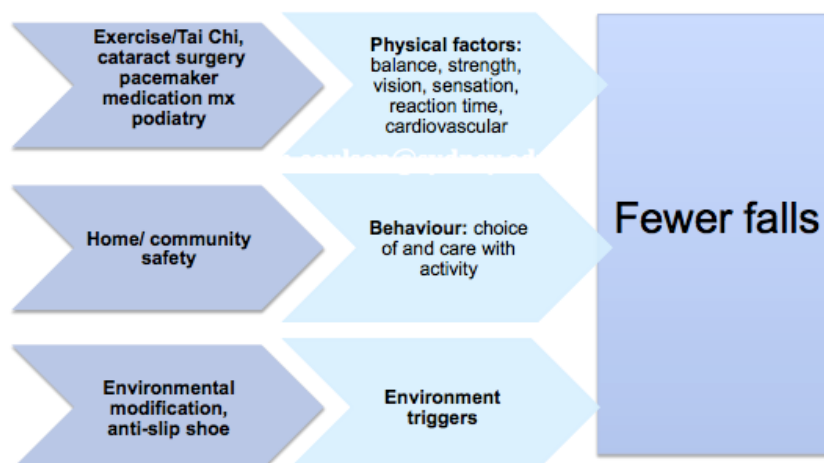 Exercise/Tai Chi,
cataract surgery
pacemaker
medication mx
podiatry
Physical factors:
balance, strength,
vision, sensation,
reaction time,
cardiovascular
Home/ community
safety
Behaviour: choice
of and care with
activity
Environmental
modification,
anti-slip shoe
Environment
triggers
Fewer falls